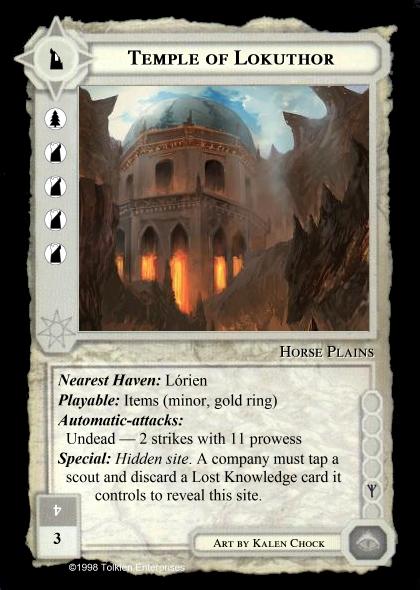 TEMPLE OF LOKUTHOR
HORSE PLAINS
Nearest Haven: Lórien
Playable: Items (minor, gold ring)
Automatic-attacks:
Undead — 2 strikes with 11 prowess
Special: Hidden site. A company must tap a
scout and discard a Lost Knowledge card it
controls to reveal this site.
4
3
ART BY KALEN CHOCK
©1998 Tolkien Enterprises